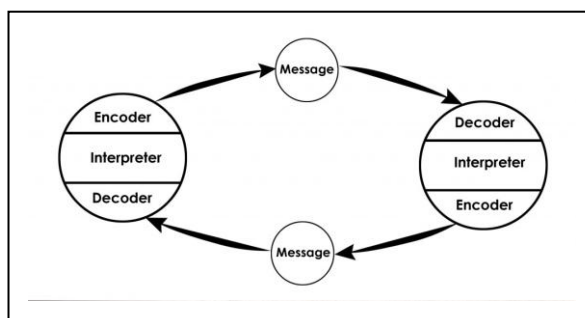 Message
Encoder
Interpreter
Decoder
Decoder
Interpreter
Encoder
Message